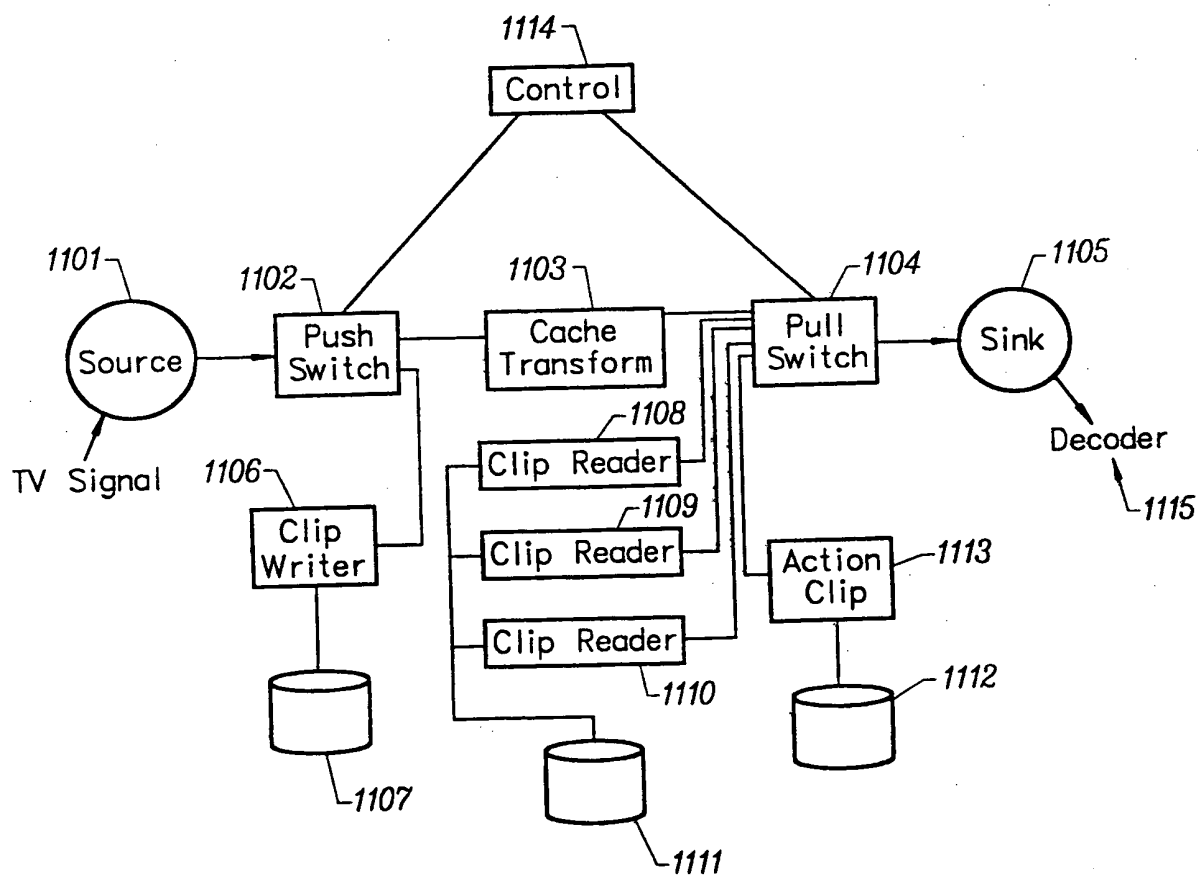 1114
Control
1101
1102
1103
1104
1105
Source
Push
Switch
Cache
Transform
Pull
Switch
Sink
TV Signal
Decoder
1115
1106
Clip
Writer
1107
1108
Clip Reader
1109
Clip Reader
Clip Reader
1110
1111
Action
Clip
1113
1112